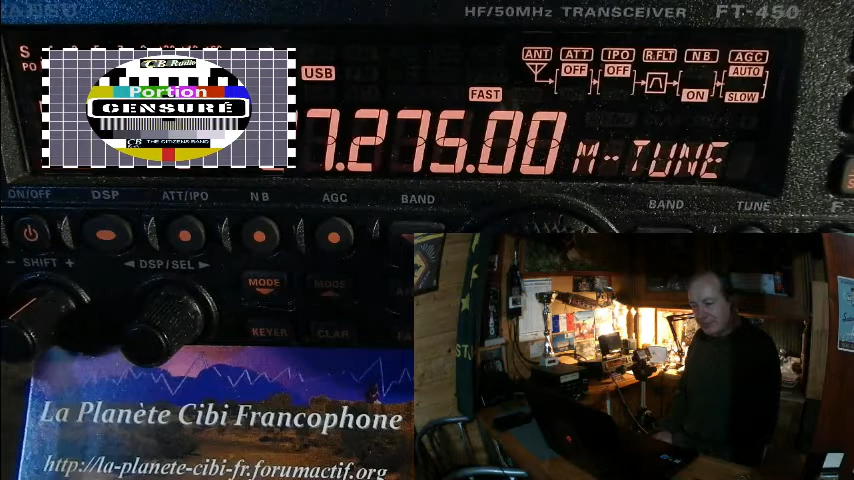 HF/50MHz TRANSCEIVER FT-450
S
PO
CB Radio
Portion
CENSURÉ
CB THE CITIZENS BAND
USB
FAST
ANT ATT IPO R.FLT NB AGC
OFF OFF AUTO
ON SLOW
7.275.00 M-TUNE
ON/OFF DSP ATT/IPO NB AGC BAND BAND TUNE
- SHIFT + ◄DSP/SEL►
MODE MODE
KEYER CLAR
La Planète Cibi Francophone
http://la-planete-cibi-fr.forumactif.org